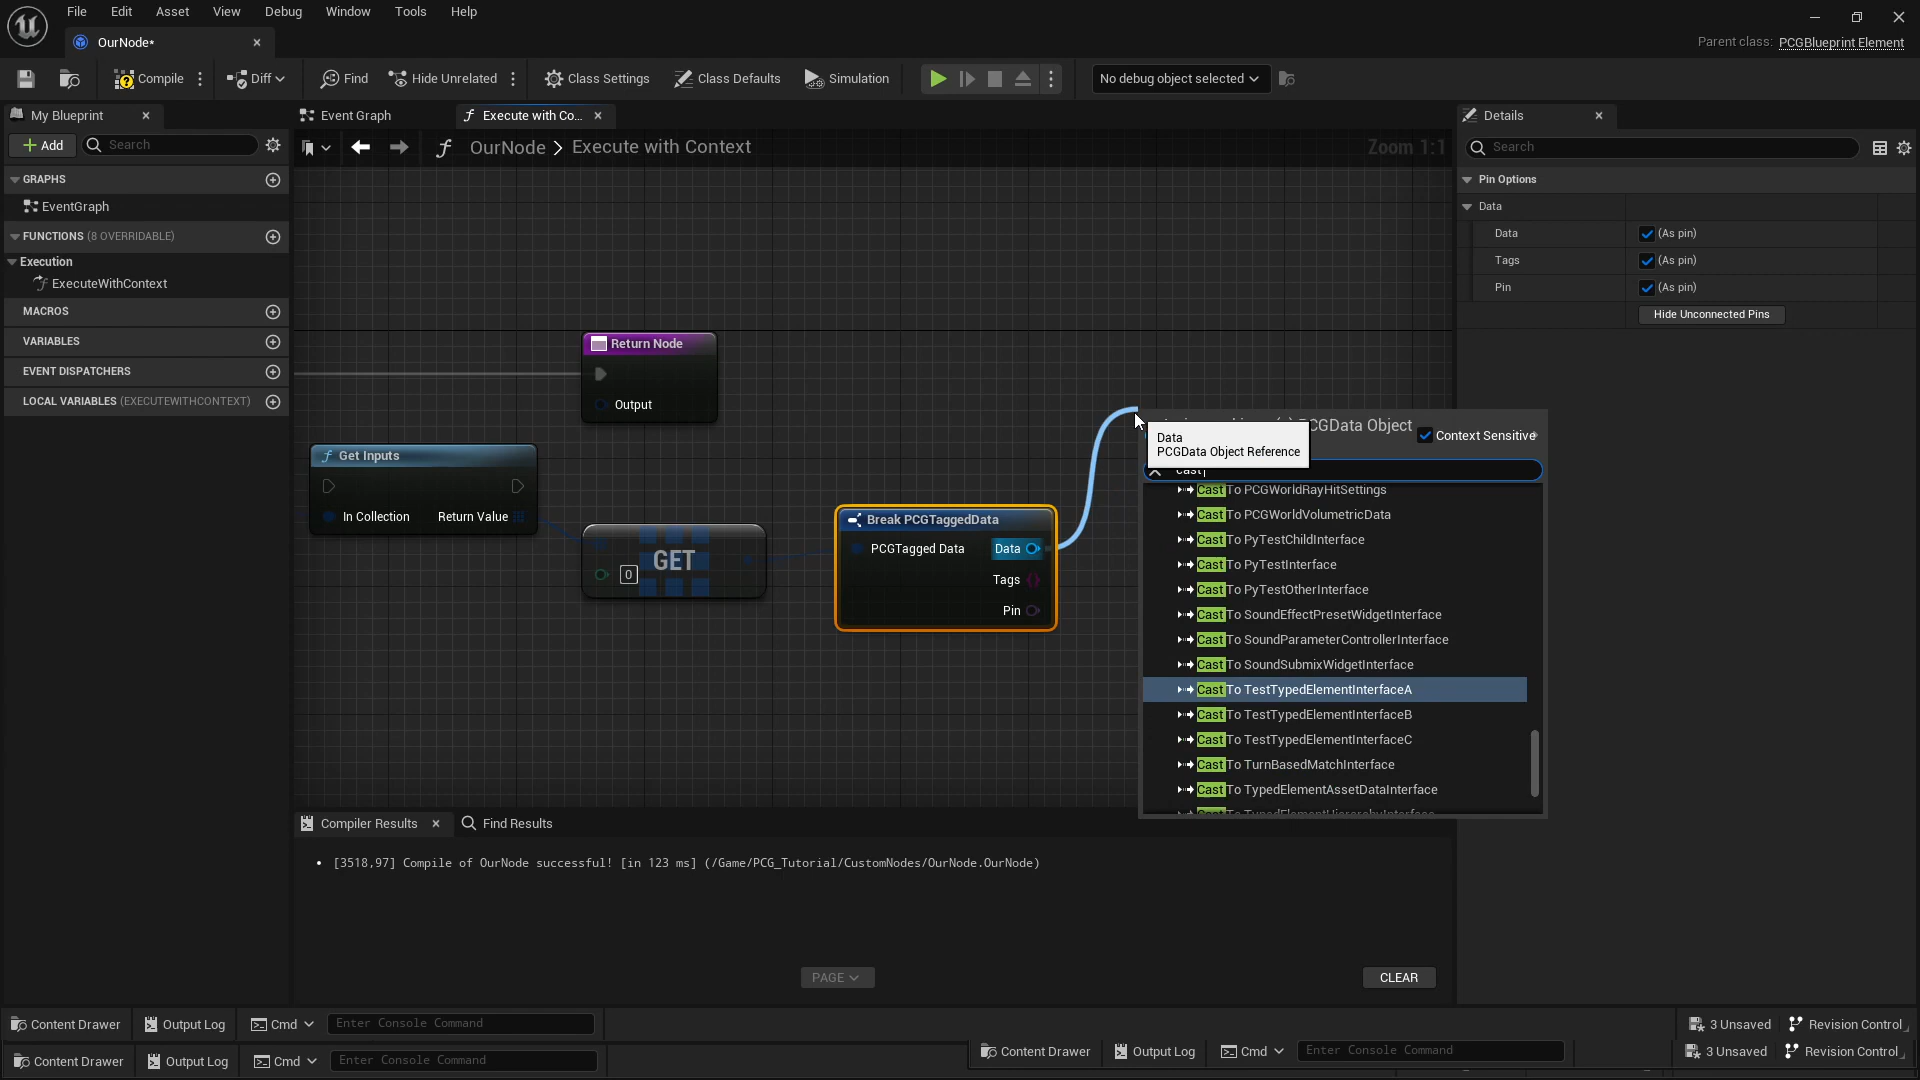 File Edit Asset View Debug Window Tools Help
OurNode*
Parent class: PCGBlueprint Element
Compile Diff Find Hide Unrelated Class Settings Class Defaults Simulation No debug object selected
My Blueprint
Event Graph
Execute with Co...
Details
Add
Search
OurNode > Execute with Context
Zoom 1:1
Search
GRAPHS
EventGraph
FUNCTIONS (8 OVERRIDABLE)
Execution
ExecuteWithContext
MACROS
VARIABLES
EVENT DISPATCHERS
LOCAL VARIABLES (EXECUTEWITHCONTEXT)
Pin Options
Data
Data (As pin)
Tags (As pin)
Pin (As pin)
Hide Unconnected Pins
Return Node
Output
Get Inputs
In Collection Return Value
GET
0
Break PCGTaggedData
PCGTagged Data Data
Tags
Pin
PCGData Object
Context Sensitive
Data
PCGData Object Reference
cast
Cast To PCGWorldRayHitSettings
Cast To PCGWorldVolumetricData
Cast To PyTestChildInterface
Cast To PyTestInterface
Cast To PyTestOtherInterface
Cast To SoundEffectPresetWidgetInterface
Cast To SoundParameterControllerInterface
Cast To SoundSubmixWidgetInterface
Cast To TestTypedElementInterfaceA
Cast To TestTypedElementInterfaceB
Cast To TestTypedElementInterfaceC
Cast To TurnBasedMatchInterface
Cast To TypedElementAssetDataInterface
Cast To TypedElementHierarchyInterface
Compiler Results
Find Results
[3518,97] Compile of OurNode successful! [in 123 ms] (/Game/PCG_Tutorial/CustomNodes/OurNode.OurNode)
PAGE
CLEAR
Content Drawer Output Log Cmd Enter Console Command 3 Unsaved Revision Control
Content Drawer Output Log Cmd Enter Console Command
Content Drawer Output Log Cmd Enter Console Command 3 Unsaved Revision Control